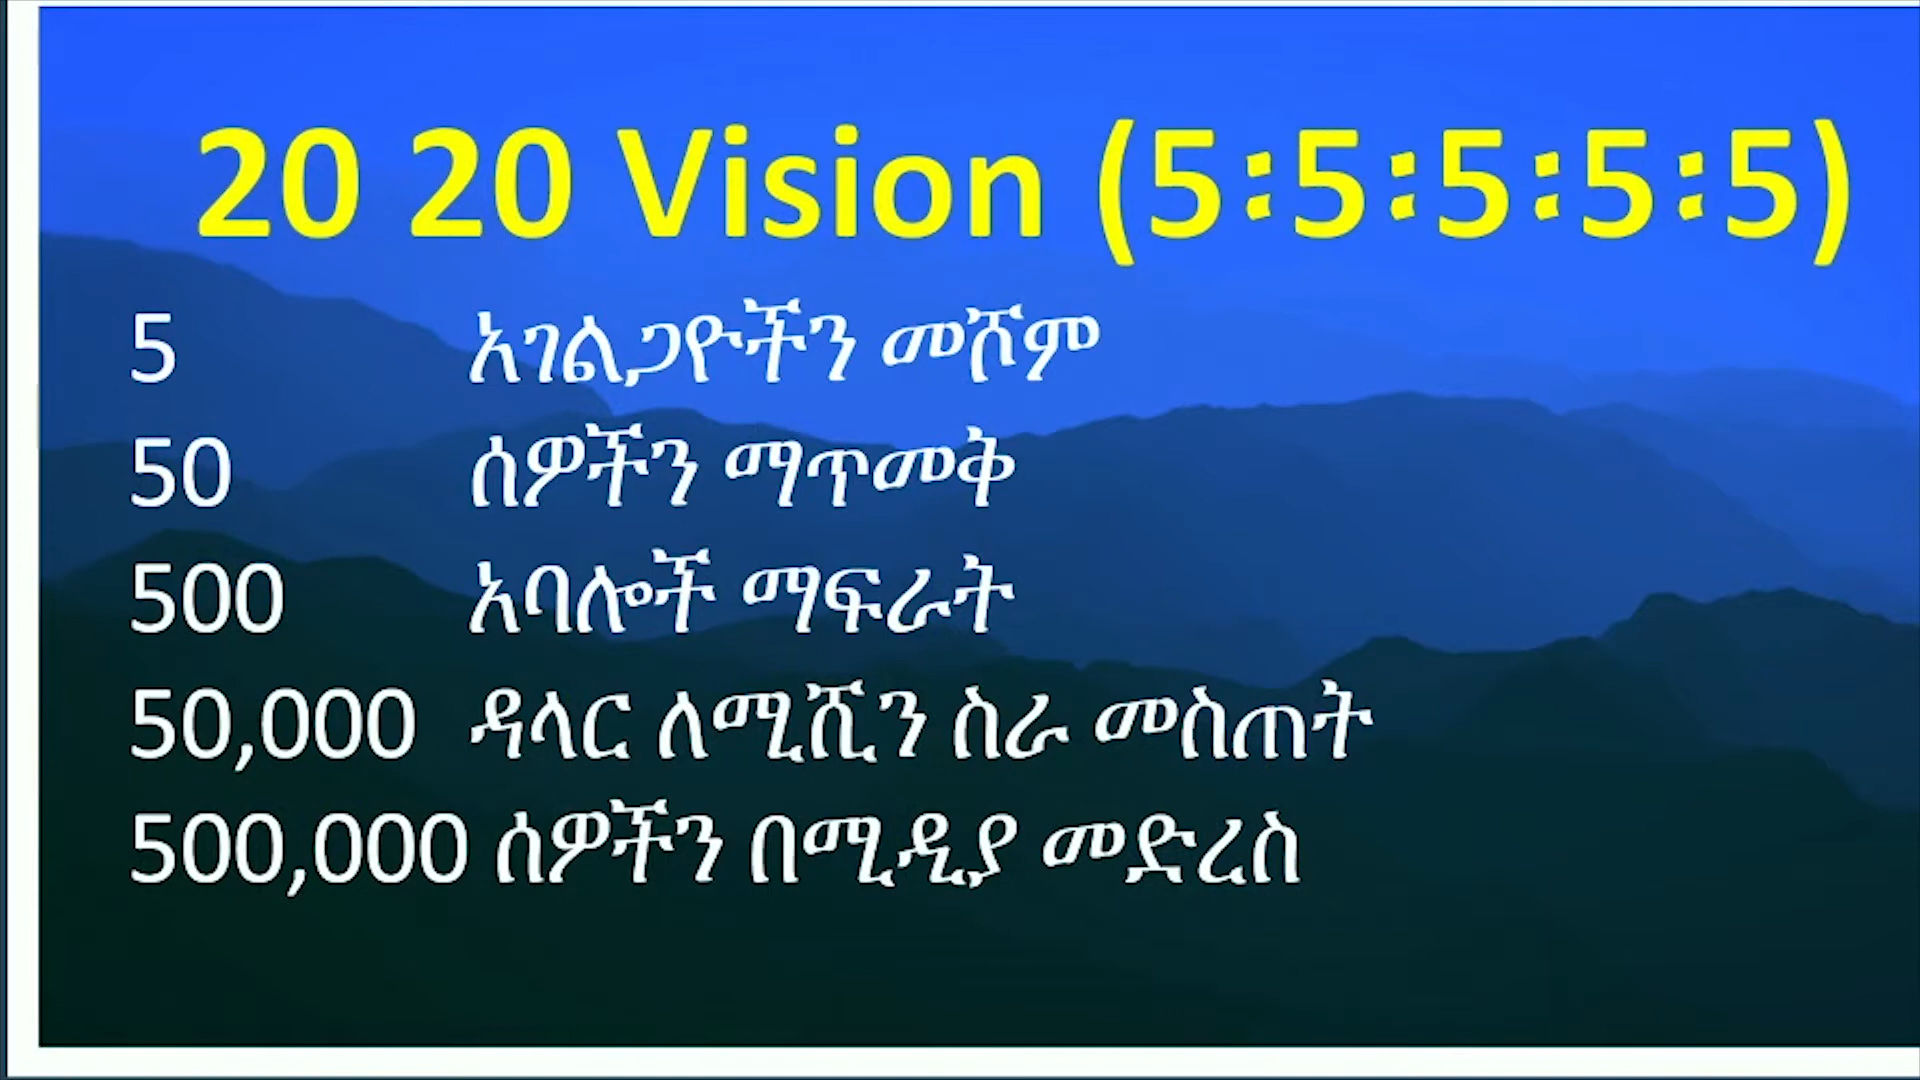 20 20 Vision (5፡5፡5፡5፡5)
5 አገልጋዮችን መሾም
50 ሰዎችን ማጥመቅ
500 አባሎች ማፍራት
50,000 ዳላር ለሚሺን ስራ መስጠት
500,000 ሰዎችን በሚዲያ መድረስ